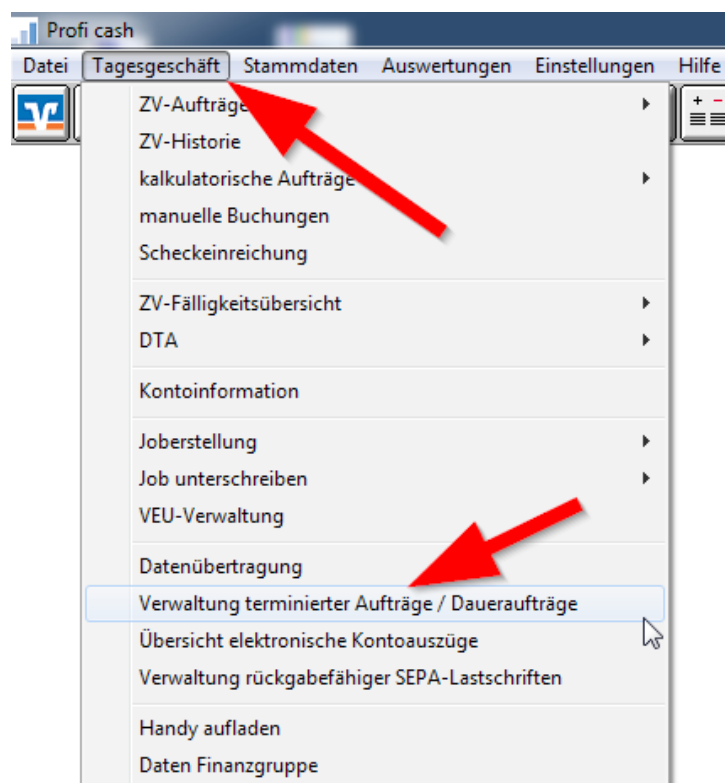 Profi cash
Datei Tagesgeschäft Stammdaten Auswertungen Einstellungen Hilfe
ZV-Aufträge
ZV-Historie
kalkulatorische Aufträge
manuelle Buchungen
Scheckeinreichung
ZV-Fälligkeitsübersicht
DTA
Kontoinformation
Joberstellung
Job unterschreiben
VEU-Verwaltung
Datenübertragung
Verwaltung terminierter Aufträge / Daueraufträge
Übersicht elektronische Kontoauszüge
Verwaltung rückgabefähiger SEPA-Lastschriften
Handy aufladen
Daten Finanzgruppe